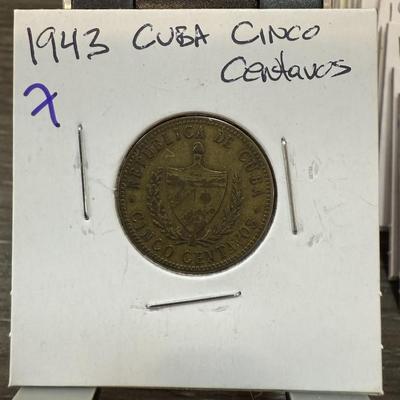 1943 CUBA CINCO
Centavos
7
REPUBLICA DE CUBA
CINCO CENTAVOS